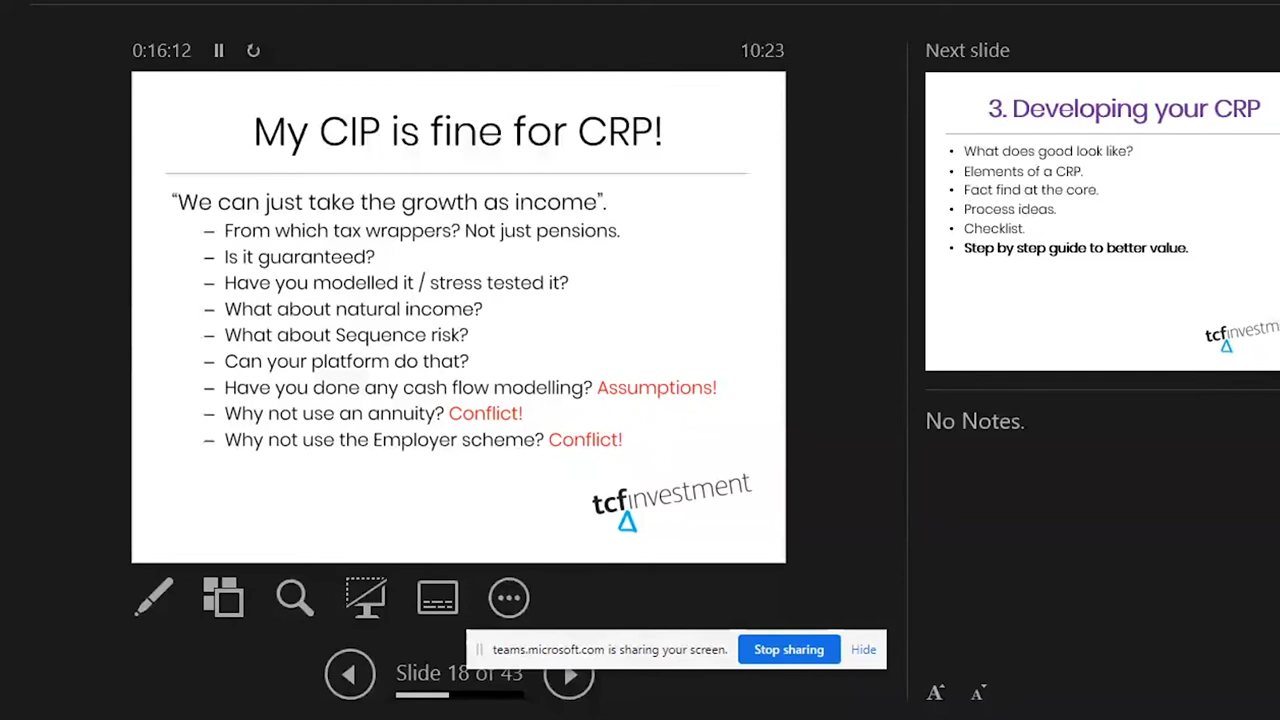 0:16:12
10:23
My CIP is fine for CRP!
“We can just take the growth as income”.
– From which tax wrappers? Not just pensions.
– Is it guaranteed?
– Have you modelled it / stress tested it?
– What about natural income?
– What about Sequence risk?
– Can your platform do that?
– Have you done any cash flow modelling? Assumptions!
– Why not use an annuity? Conflict!
– Why not use the Employer scheme? Conflict!
tcfinvestment
teams.microsoft.com is sharing your screen.
Stop sharing
Hide
Slide 18 of 43
Next slide
3. Developing your CRP
• What does good look like?
• Elements of a CRP.
• Fact find at the core.
• Process ideas.
• Checklist.
• Step by step guide to better value.
tcfinvestm
No Notes.
A A